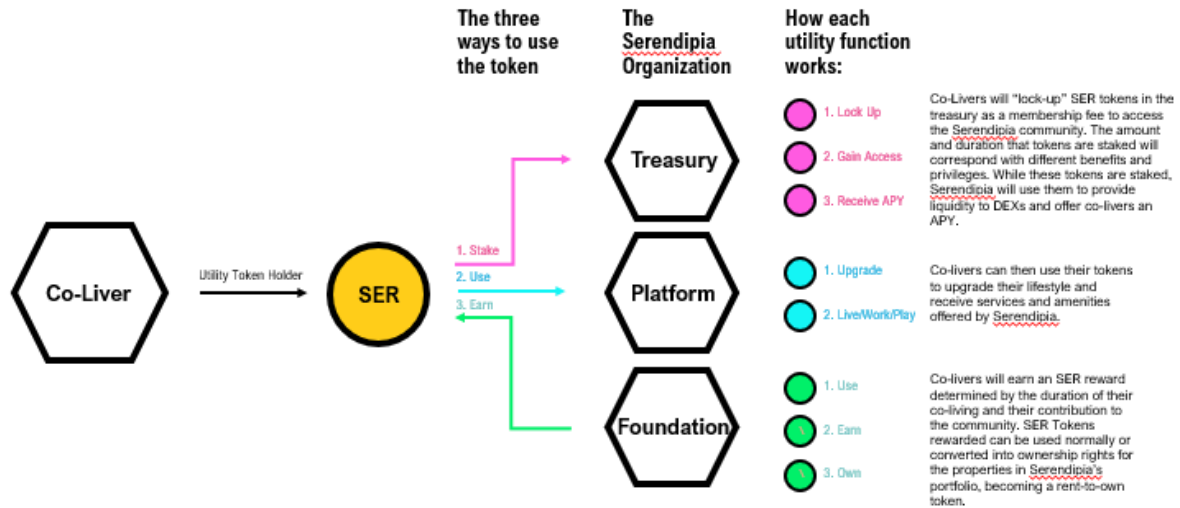 The three
ways to use
the token
The
Serendipia
Organization
How each
utility function
works:
Co-Liver
Utility Token Holder
SER
1. Stake
2. Use
3. Earn
Treasury
Platform
Foundation
1. Lock Up
2. Gain Access
3. Receive APY
Co-Livers will “lock-up” SER tokens in the
treasury as a membership fee to access
the Serendipia community. The amount
and duration that tokens are staked will
correspond with different benefits and
privileges. While these tokens are staked,
Serendipia will use them to provide
liquidity to DEXs and offer co-livers an
APY.
1. Upgrade
2. Live/Work/Play
Co-livers can then use their tokens
to upgrade their lifestyle and
receive services and amenities
offered by Serendipia.
1. Use
2. Earn
3. Own
Co-livers will earn an SER reward
determined by the duration of their
co-living and their contribution to
the community. SER Tokens
rewarded can be used normally or
converted into ownership rights for
the properties in Serendipia's
portfolio, becoming a rent-to-own
token.